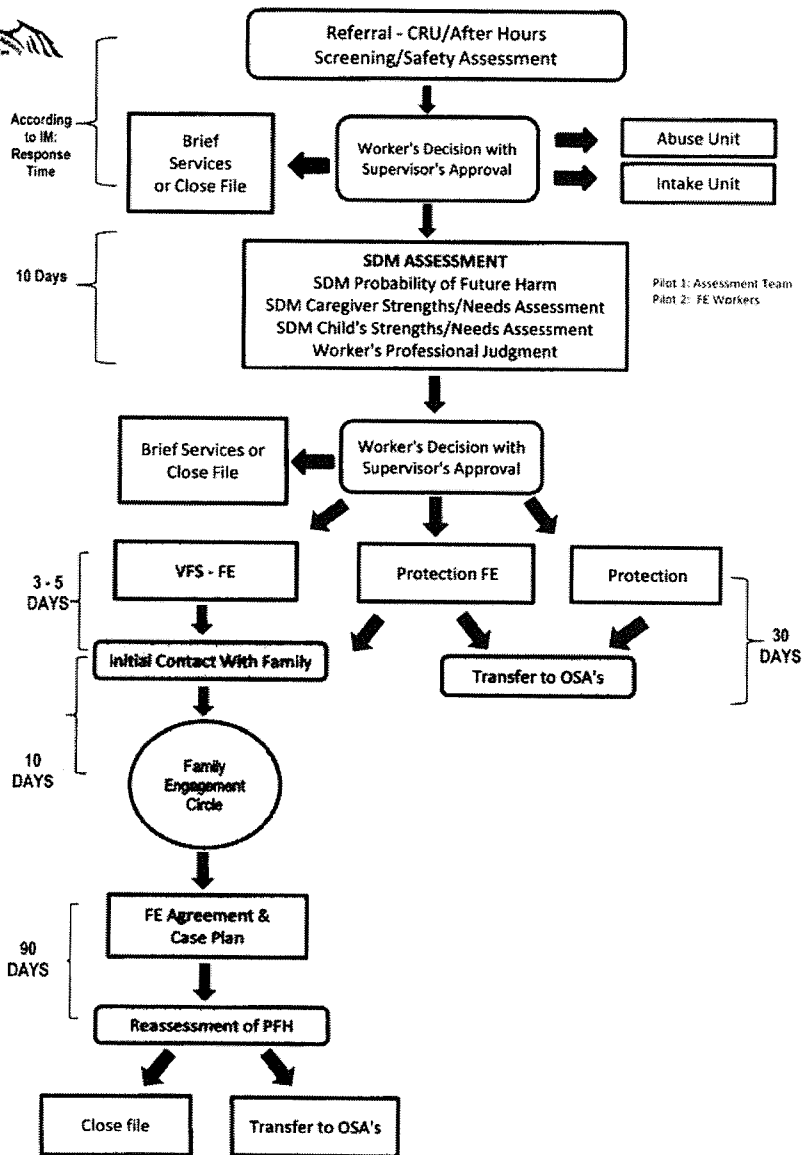 Referral - CRU/After Hours
Screening/Safety Assessment
According
to IM:
Response
Time
Brief
Services
or Close File
Worker's Decision with
Supervisor's Approval
Abuse Unit
Intake Unit
10 Days
SDM ASSESSMENT
SDM Probability of Future Harm
SDM Caregiver Strengths/Needs Assessment
SDM Child's Strengths/Needs Assessment
Worker's Professional Judgment
Pilot 1: Assessment Team
Pilot 2: FE Workers
Brief Services or
Close File
Worker's Decision with
Supervisor's Approval
3 - 5
DAYS
VFS - FE
Protection FE
Protection
30
DAYS
Initial Contact With Family
Transfer to OSA's
10
DAYS
Family
Engagement
Circle
90
DAYS
FE Agreement &
Case Plan
Reassessment of PFH
Close file
Transfer to OSA's